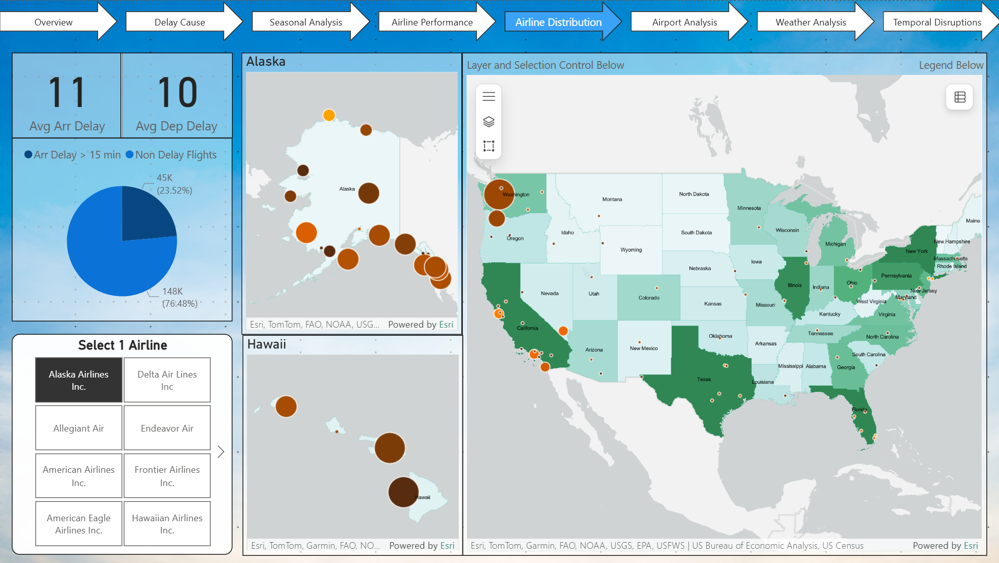 Overview
Delay Cause
Seasonal Analysis
Airline Performance
Airline Distribution
Airport Analysis
Weather Analysis
Temporal Disruptions
11
Avg Arr Delay
10
Avg Dep Delay
Arr Delay > 15 min
Non Delay Flights
45K
(23.52%)
148K
(76.48%)
Select 1 Airline
Alaska Airlines
Inc.
Delta Air Lines
Inc
Allegiant Air
Endeavor Air
American Airlines
Inc.
Frontier Airlines
Inc.
American Eagle
Airlines Inc.
Hawaiian Airlines
Inc.
Alaska
Alaska
Esri, TomTom, FAO, NOAA, USG...
Powered by Esri
Hawaii
Hawaii
Esri, TomTom, Garmin, FAO, NO...
Powered by Esri
Layer and Selection Control Below
Legend Below
Washington
Montana
North Dakota
Minnesota
Maine
Oregon
Idaho
South Dakota
Wisconsin
Michigan
New Hampshire
Wyoming
New York
Massachusetts
Rhode Island
Iowa
Nebraska
Pennsylvania
Illinois
Indiana
Ohio
New Jersey
Nevada
Utah
Colorado
Maryland
West Virginia
Kansas
Missouri
Kentucky
Virginia
California
Tennessee
North Carolina
Oklahoma
Arkansas
Arizona
New Mexico
South Carolina
Mississippi
Alabama
Georgia
Texas
Louisiana
Florida
Esri, TomTom, Garmin, FAO, NOAA, USGS, EPA, USFWS | US Bureau of Economic Analysis, US Census
Powered by Esri